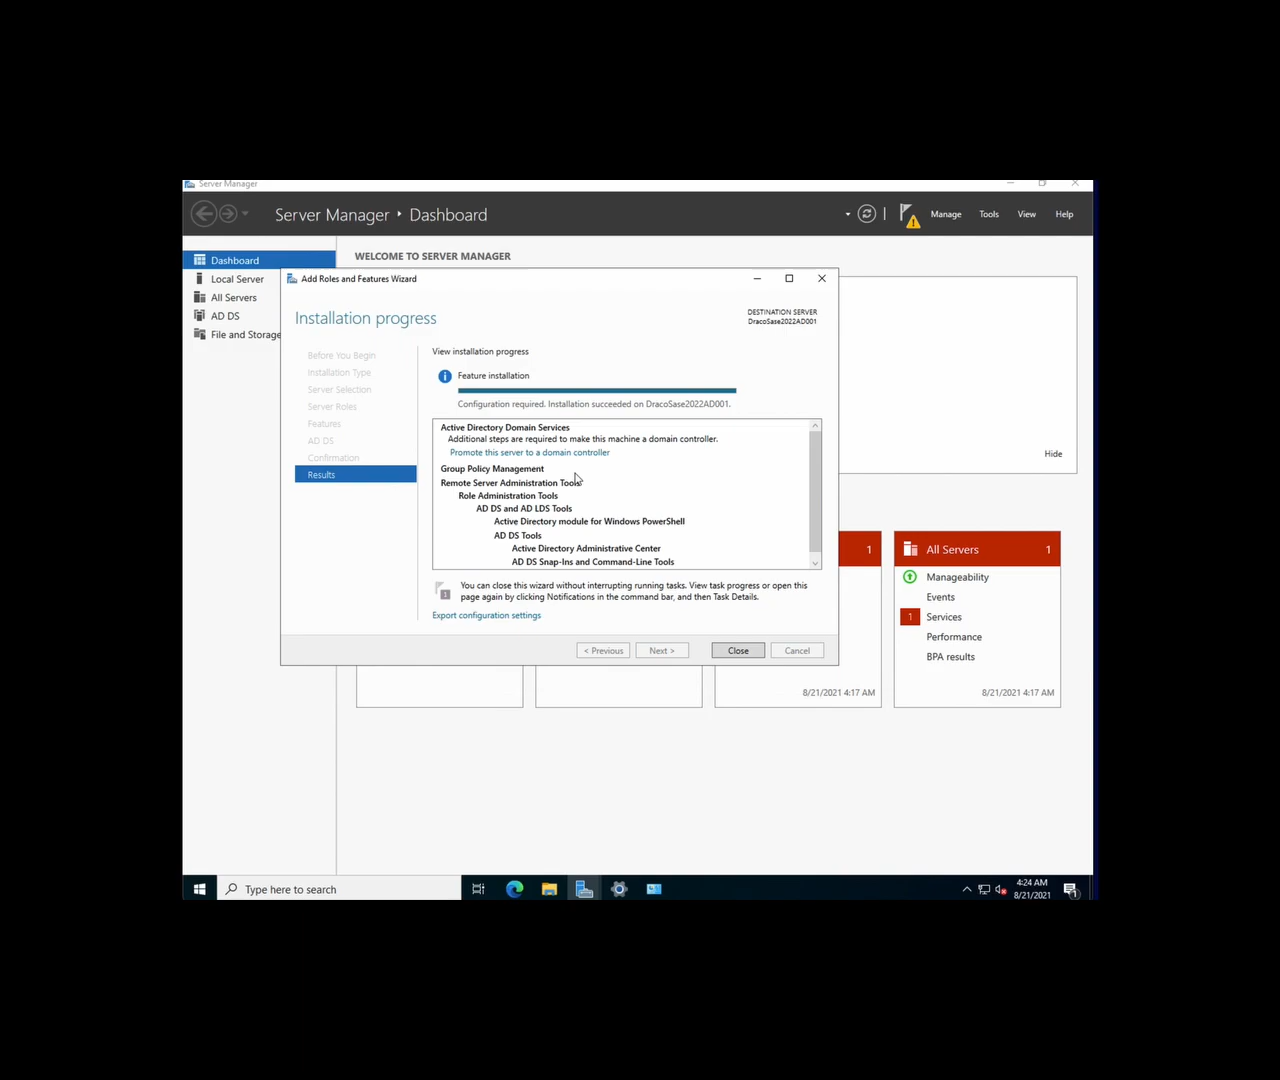 Server Manager
Server Manager ‣ Dashboard
Manage Tools View Help
Dashboard
Local Server
All Servers
AD DS
File and Storage
WELCOME TO SERVER MANAGER
Add Roles and Features Wizard
Installation progress
DESTINATION SERVER
DracoSase2022AD001
Before You Begin
Installation Type
Server Selection
Server Roles
Features
AD DS
Confirmation
Results
View installation progress
Feature installation
Configuration required. Installation succeeded on DracoSase2022AD001.
Active Directory Domain Services
Additional steps are required to make this machine a domain controller.
Promote this server to a domain controller
Group Policy Management
Remote Server Administration Tools
Role Administration Tools
AD DS and AD LDS Tools
Active Directory module for Windows PowerShell
AD DS Tools
Active Directory Administrative Center
AD DS Snap-Ins and Command-Line Tools
1
You can close this wizard without interrupting running tasks. View task progress or open this
page again by clicking Notifications in the command bar, and then Task Details.
Export configuration settings
< Previous Next > Close Cancel
Hide
1
8/21/2021 4:17 AM
All Servers 1
Manageability
Events
1 Services
Performance
BPA results
8/21/2021 4:17 AM
Type here to search
4:24 AM
8/21/2021
1